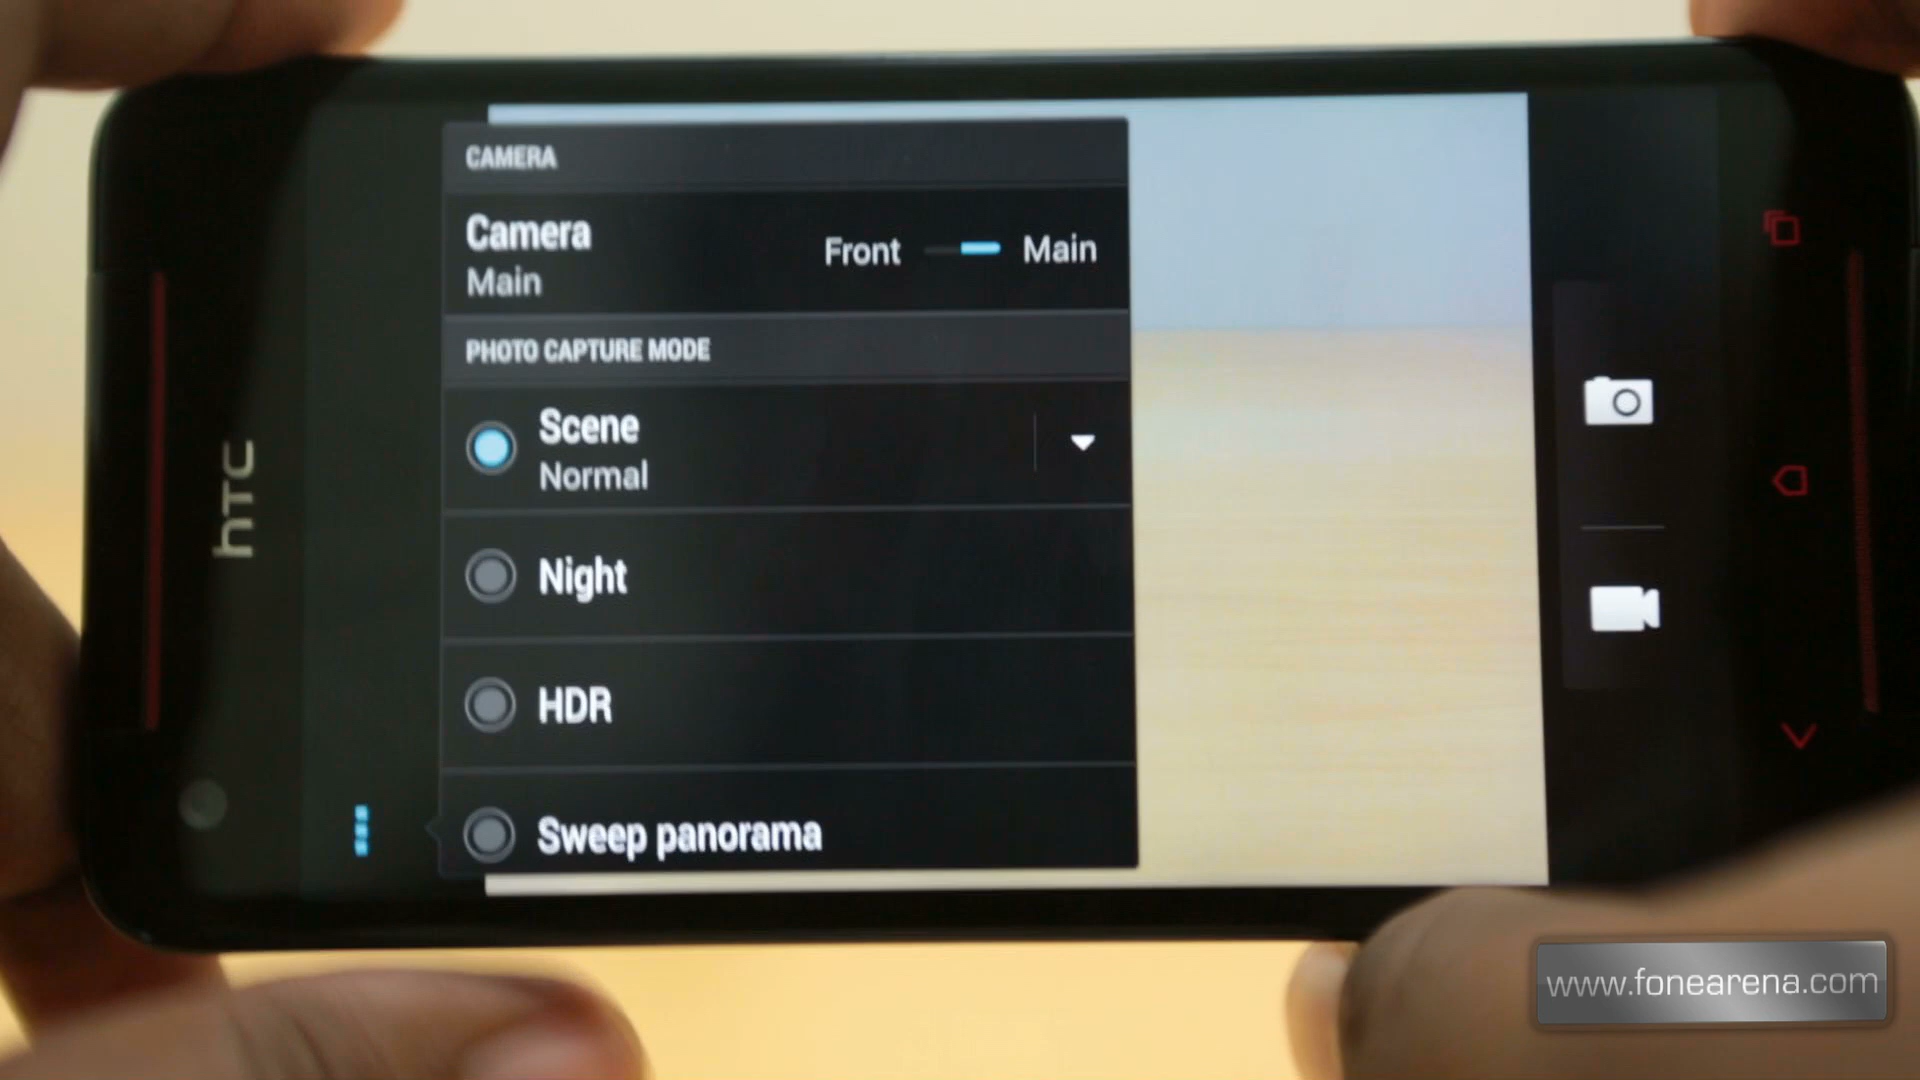 hTC
CAMERA
Camera
Main
Front Main
PHOTO CAPTURE MODE
Scene
Normal
Night
HDR
Sweep panorama
www.fonearena.com